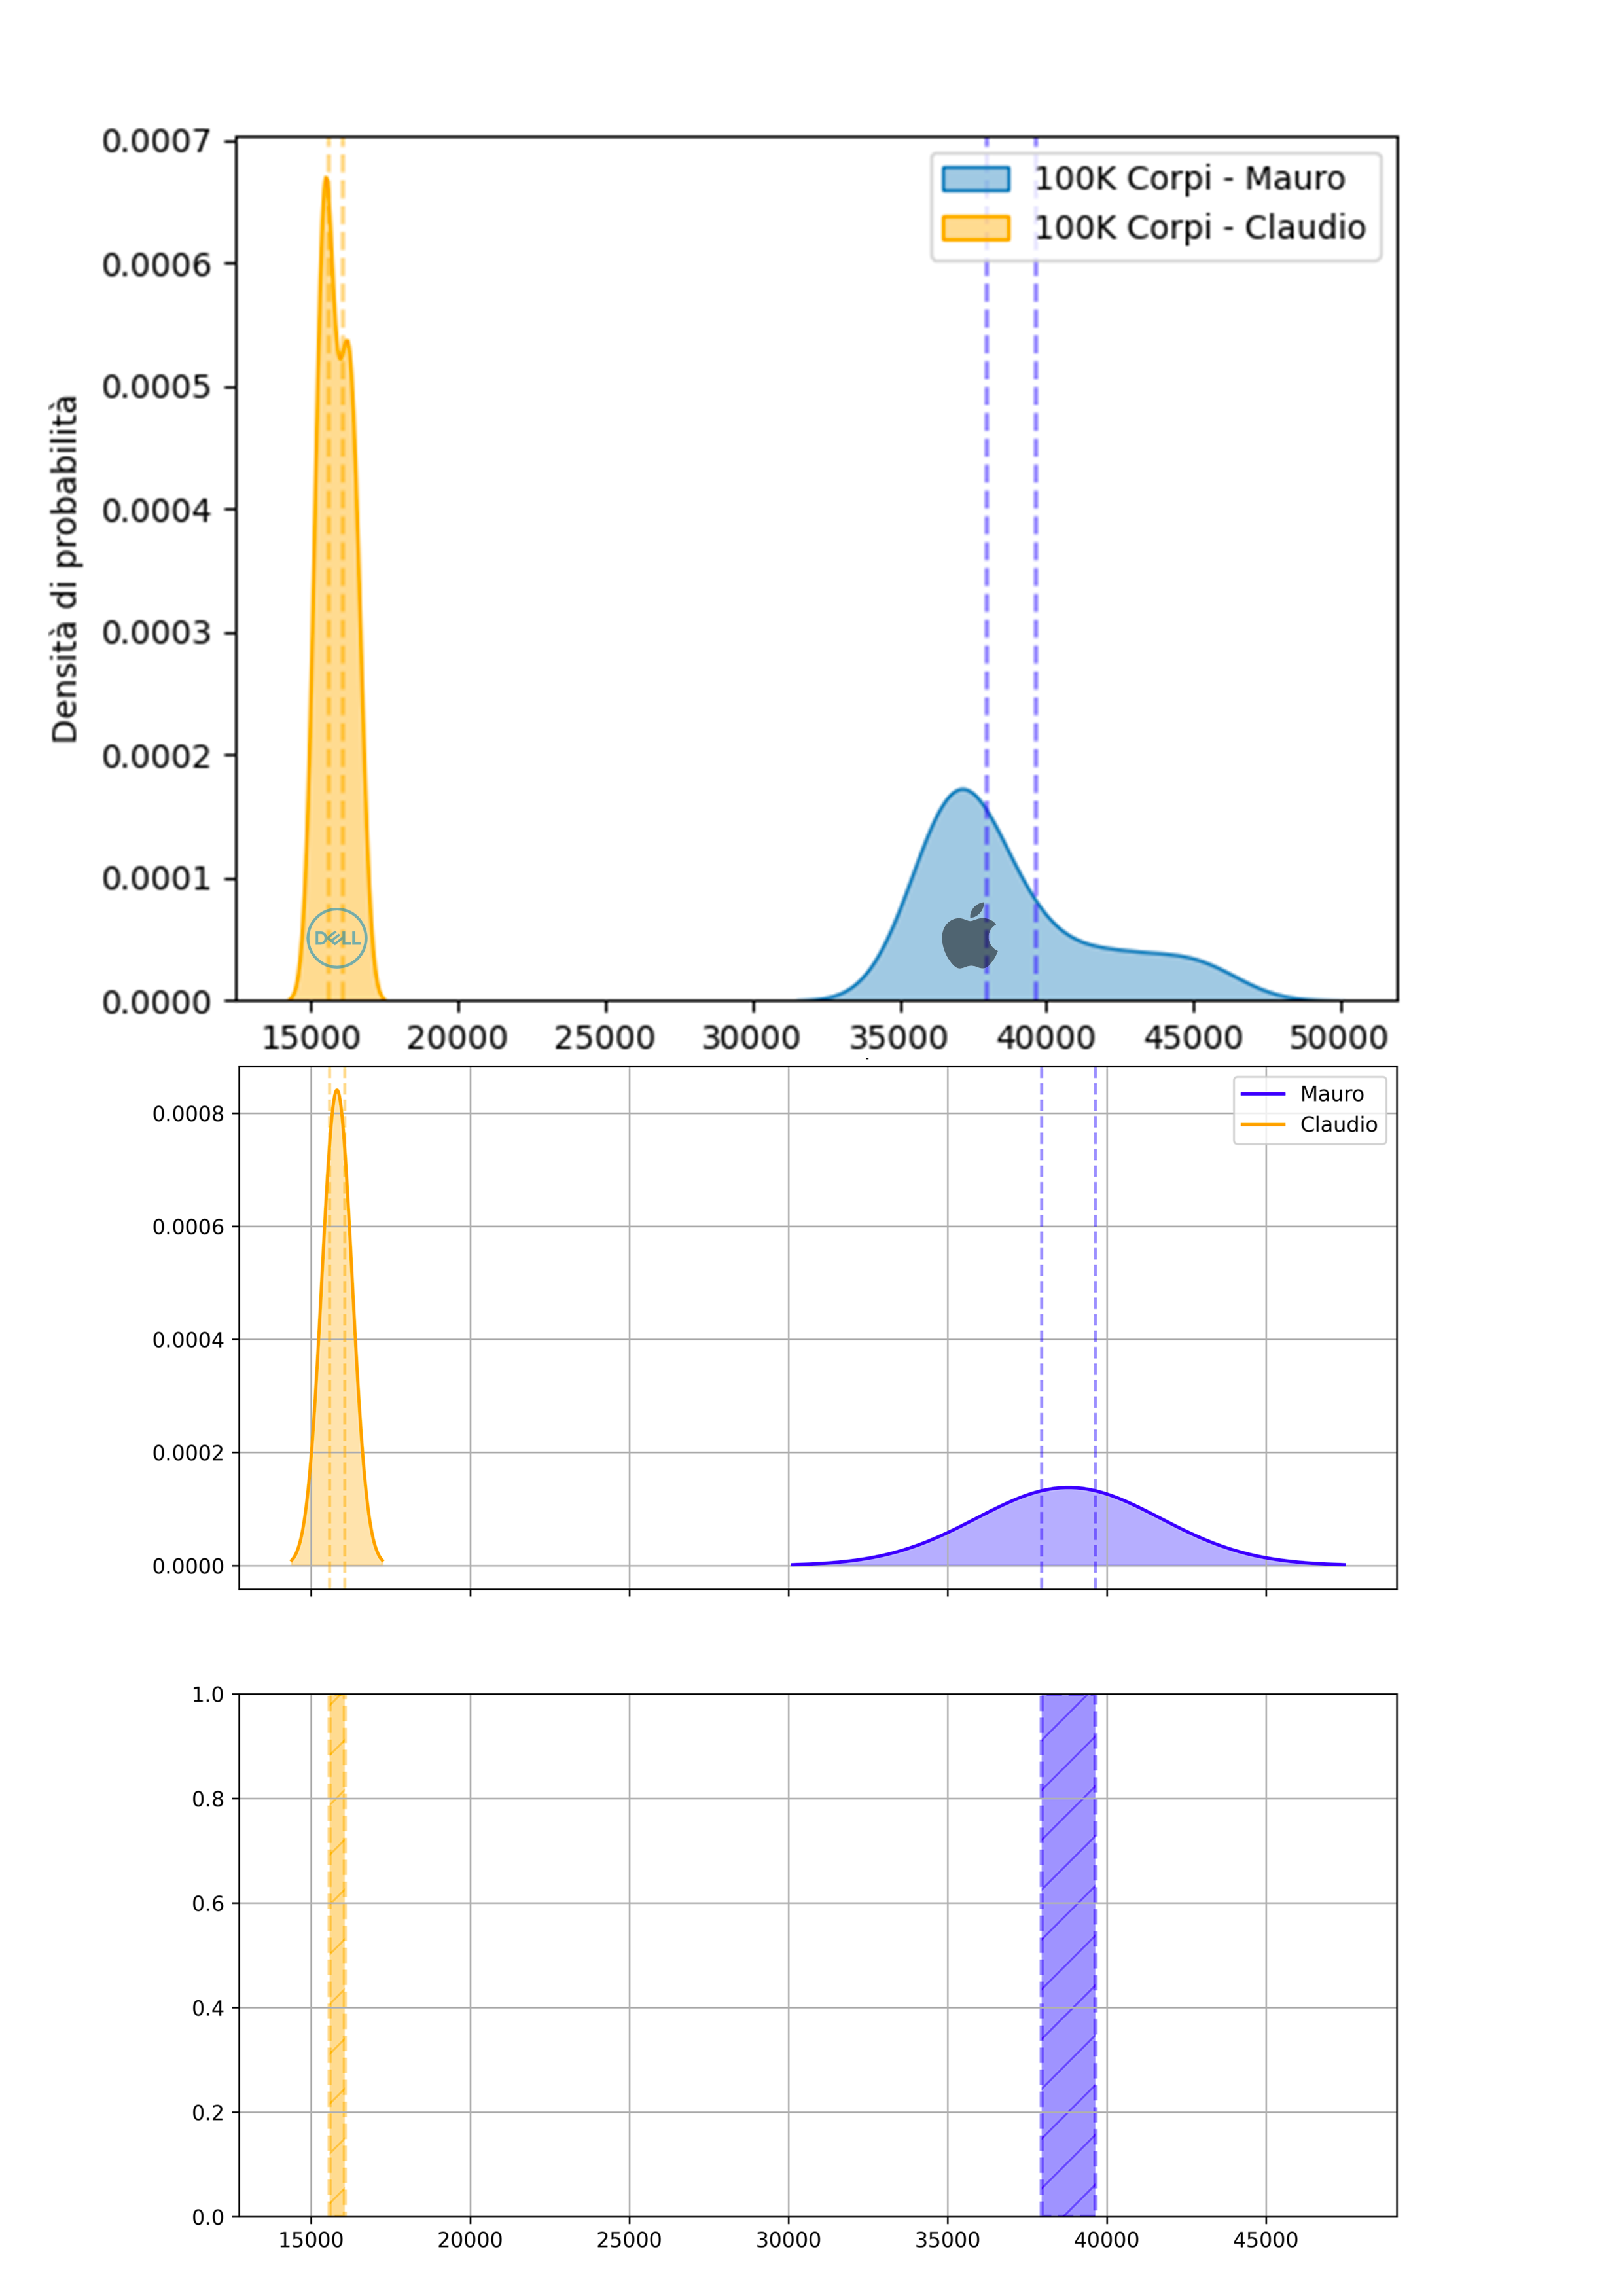 0.0007
100K Corpi - Mauro
100K Corpi - Claudio
0.0006
0.0005
Densità di probabilità
0.0004
0.0003
0.0002
0.0001
DELL
0.0000
15000 20000 25000 30000 35000 40000 45000 50000
Mauro
Claudio
0.0008
0.0006
0.0004
0.0002
0.0000
1.0
0.8
0.6
0.4
0.2
0.0
15000 20000 25000 30000 35000 40000 45000